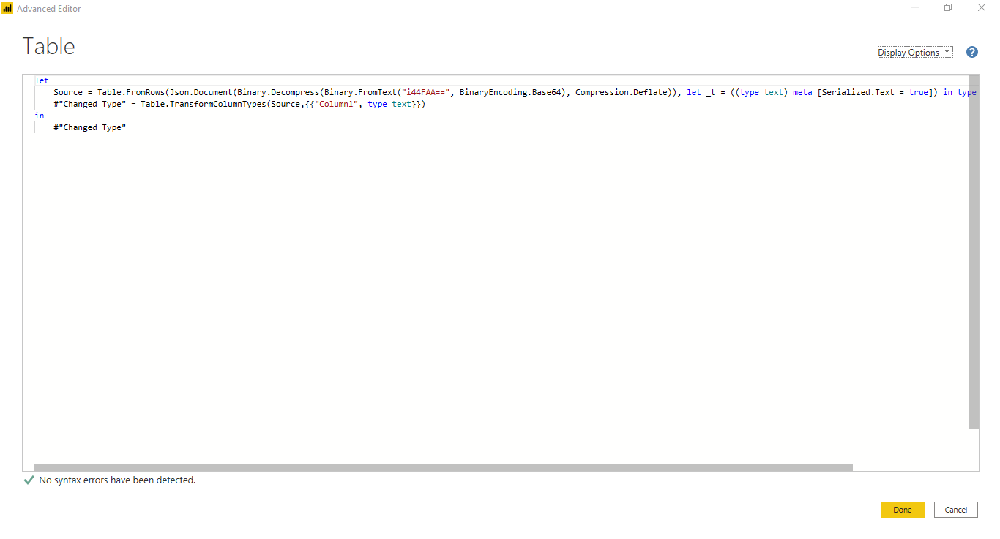 Advanced Editor
Table
Display Options
?
let
Source = Table.FromRows(Json.Document(Binary.Decompress(Binary.FromText("i44FAA==", BinaryEncoding.Base64), Compression.Deflate)), let _t = ((type text) meta [Serialized.Text = true]) in type
#"Changed Type" = Table.TransformColumnTypes(Source,{{"Column1", type text}})
in
#"Changed Type"
No syntax errors have been detected.
Done
Cancel